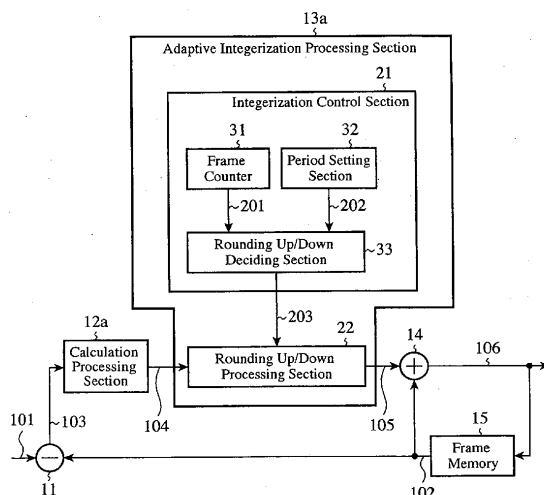 13a
Adaptive Integerization Processing Section
21
Integerization Control Section
31
32
Frame
Counter
Period Setting
Section
201
202
Rounding Up/Down
Deciding Section
33
203
12a
22
14
106
Calculation
Processing
Section
Rounding Up/Down
Processing Section
+
104
105
15
Frame
Memory
101
103
−
11
102